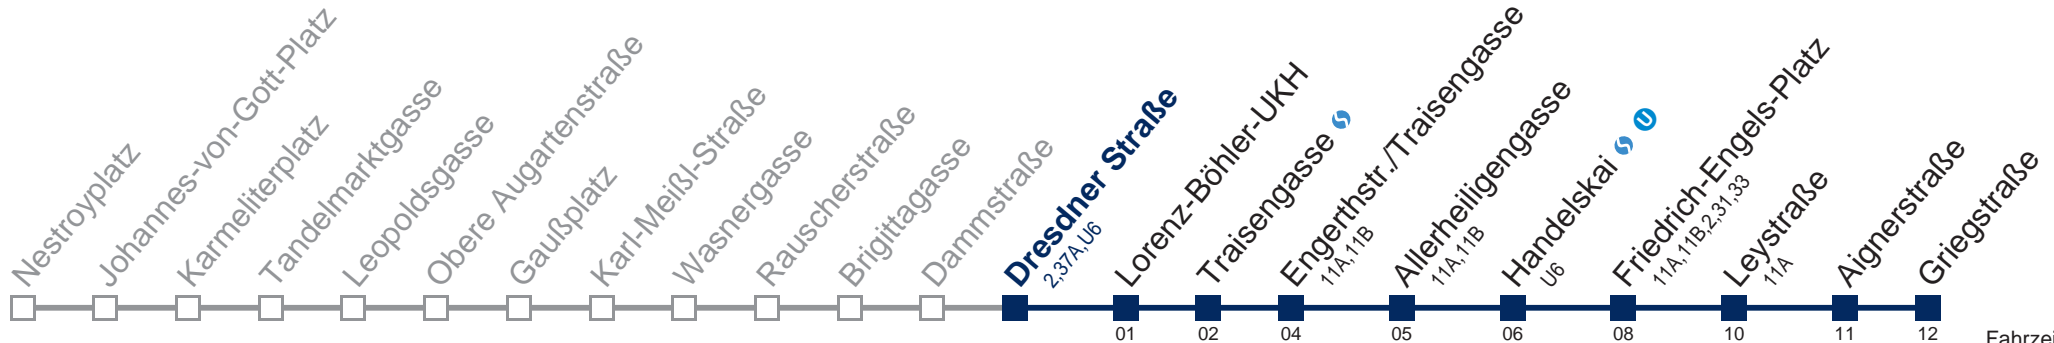 Nestroyplatz
Johannes-von-Gott-Platz
Karmeliterplatz
Tandelmarktgasse
Leopoldsgasse
Obere Augartenstraße
Gaußplatz
Karl-Meißl-Straße
Wasnergasse
Rauscherstraße
Brigittagasse
Dammstraße
Dresdner Straße
2,37A,U6
Lorenz-Böhler-UKH
01
Traisengasse S
02
Engerthstr./Traisengasse
11A,11B
04
Allerheiligengasse
11A,11B
05
Handelskai S U
U6
06
Friedrich-Engels-Platz
11A,11B,2,31,33
08
Leystraße
11A
10
Aignerstraße
11
Griegstraße
12
Fahrzei